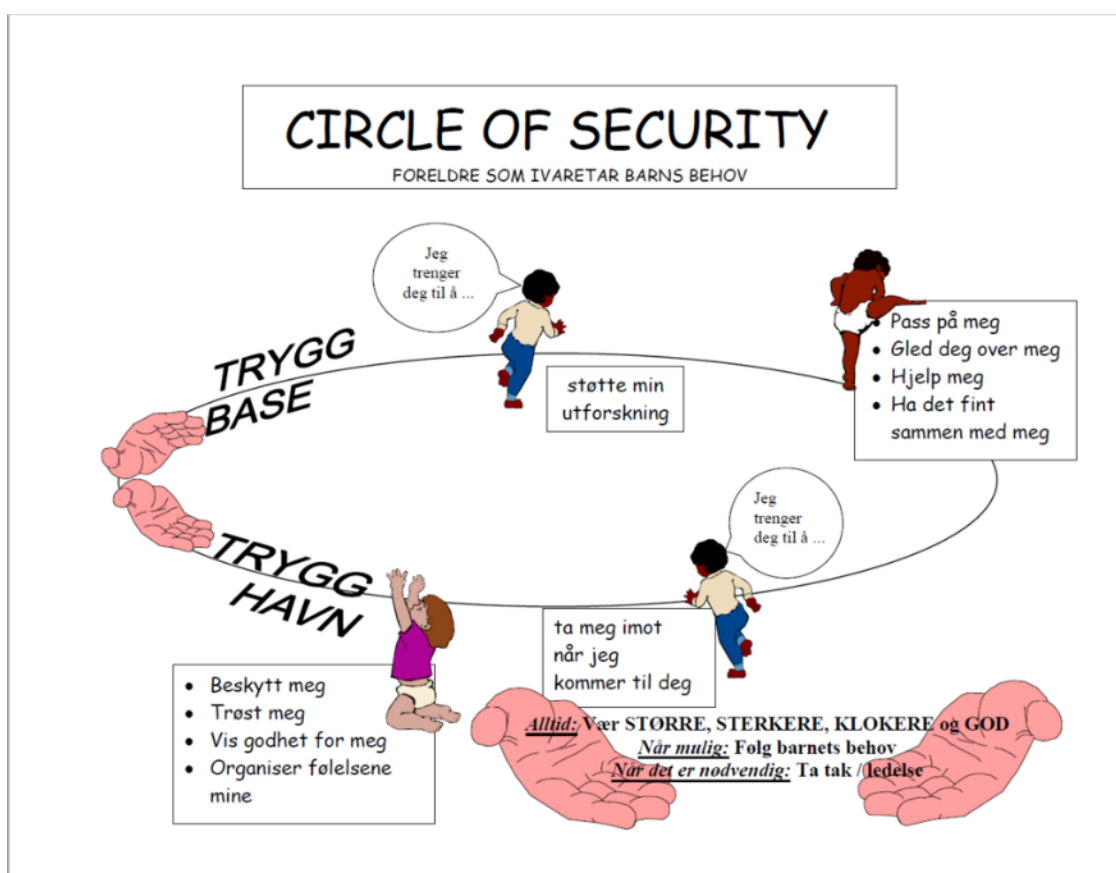 CIRCLE OF SECURITY
FORELDRE SOM IVARETAR BARNS BEHOV
Jeg
trenger
deg til å ...
TRYGG
BASE
støtte min
utforskning
• Pass på meg
• Gled deg over meg
• Hjelp meg
• Ha det fint
sammen med meg
Jeg
trenger
deg til å ...
TRYGG
HAVN
ta meg imot
når jeg
kommer til deg
• Beskytt meg
• Trøst meg
• Vis godhet for meg
• Organiser følelsene
mine
Alltid: Vær STØRRE, STERKERE, KLOKERE og GOD
Når mulig: Følg barnets behov
Når det er nødvendig: Ta tak / ledelse